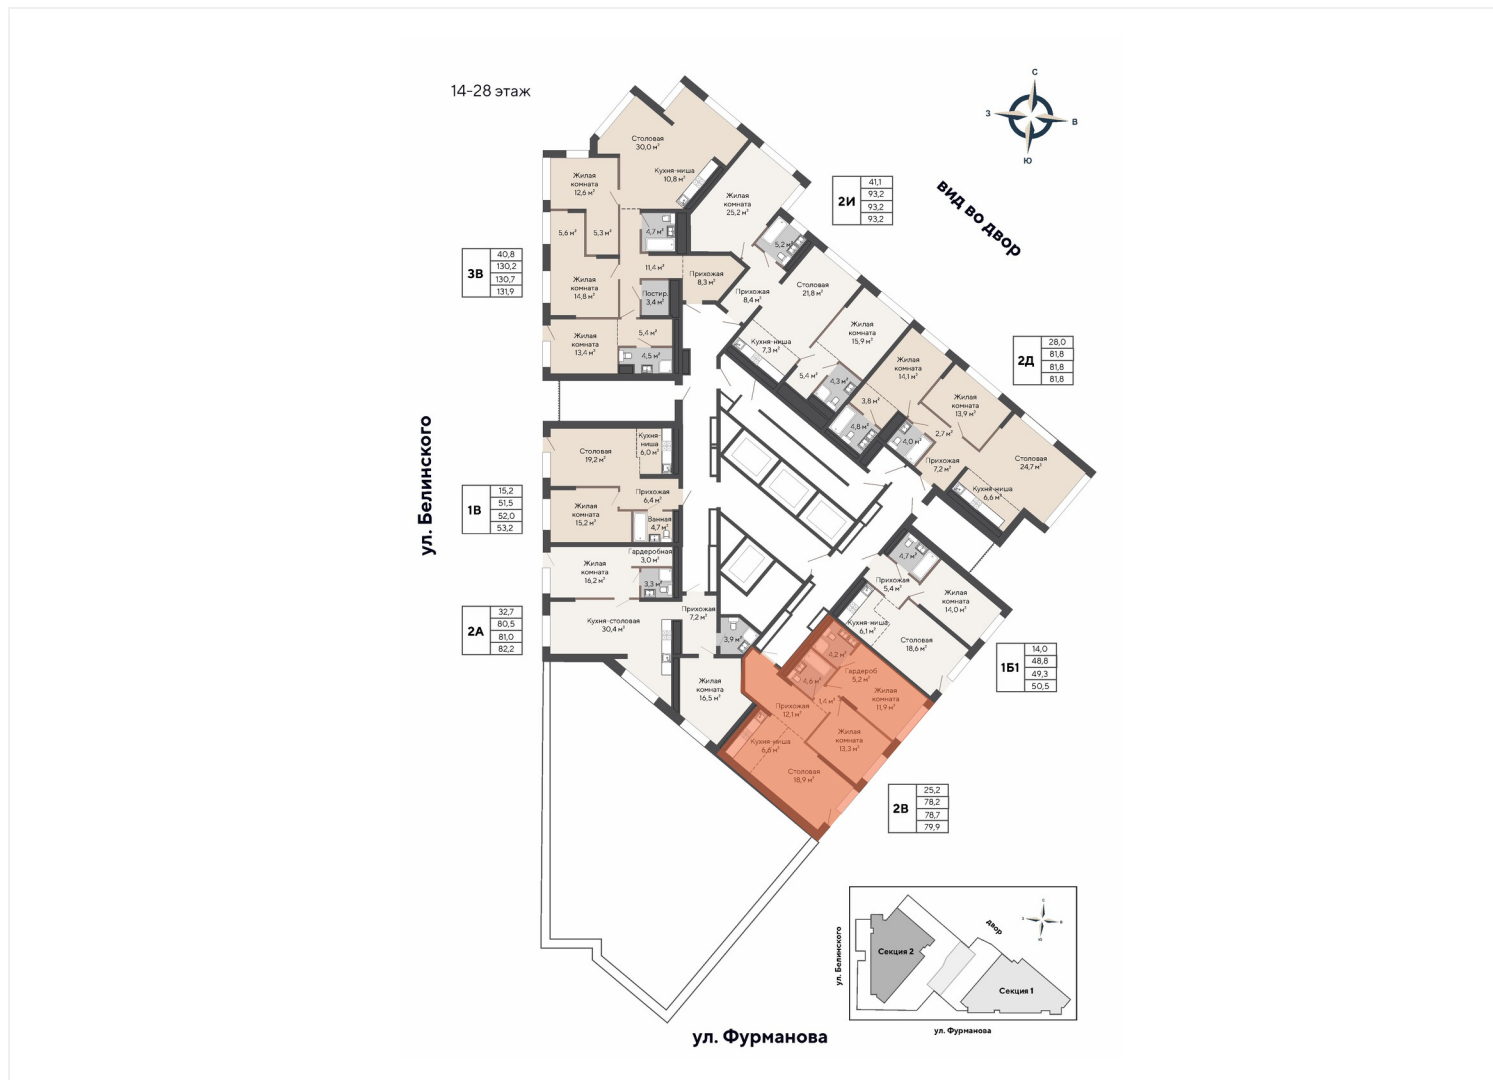 14-28 этаж
С
З
В
Ю
вид во двор
ул. Белинского
ул. Фурманова
3В
40,8
130,2
130,7
131,9
Столовая
30,0 м²
Кухня-ниша
10,8 м²
Жилая
комната
12,6 м²
5,6 м²
5,3 м²
4,7 м²
11,4 м²
Прихожая
8,3 м²
Жилая
комната
14,8 м²
Постир.
3,4 м²
Жилая
комната
13,4 м²
5,4 м²
4,5 м²
2И
41,1
93,2
93,2
93,2
Жилая
комната
25,2 м²
5,2 м²
Прихожая
8,4 м²
Столовая
21,8 м²
Кухня-ниша
7,3 м²
Жилая
комната
15,9 м²
5,4 м²
4,3 м²
2Д
28,0
81,8
81,8
81,8
Жилая
комната
14,1 м²
3,8 м²
4,8 м²
Жилая
комната
13,9 м²
2,7 м²
4,0 м²
Прихожая
7,2 м²
Столовая
24,7 м²
Кухня-ниша
6,6 м²
1В
15,2
51,5
52,0
53,2
Кухня-
ниша
6,0 м²
Столовая
19,2 м²
Прихожая
6,4 м²
Жилая
комната
15,2 м²
Ванная
4,7 м²
2А
32,7
80,5
81,0
82,2
Гардеробная
3,0 м²
Жилая
комната
16,2 м²
3,3 м²
Кухня-столовая
30,4 м²
Прихожая
7,2 м²
3,9 м²
Жилая
комната
16,5 м²
1Б1
14,0
48,8
49,3
50,5
4,7 м²
Прихожая
5,4 м²
Жилая
комната
14,0 м²
Кухня-ниша
6,1 м²
Столовая
18,6 м²
2В
25,2
78,2
78,7
79,9
4,2 м²
Гардероб
5,2 м²
4,6 м²
1,4 м²
Жилая
комната
11,9 м²
Прихожая
12,1 м²
Жилая
комната
13,3 м²
Кухня-ниша
6,8 м²
Столовая
18,9 м²
двор
ул. Белинского
Секция 2
Секция 1
ул. Фурманова